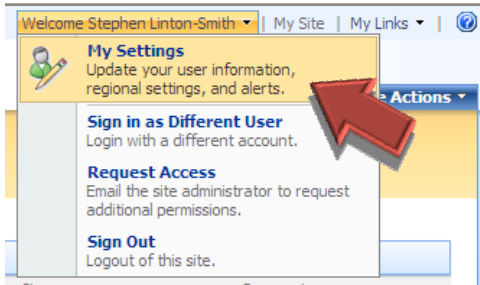 Welcome Stephen Linton-Smith ▾ | My Site | My Links ▾ |
My Settings
Update your user information,
regional settings, and alerts.
Actions ▾
Sign in as Different User
Login with a different account.
Request Access
Email the site administrator to request
additional permissions.
Sign Out
Logout of this site.